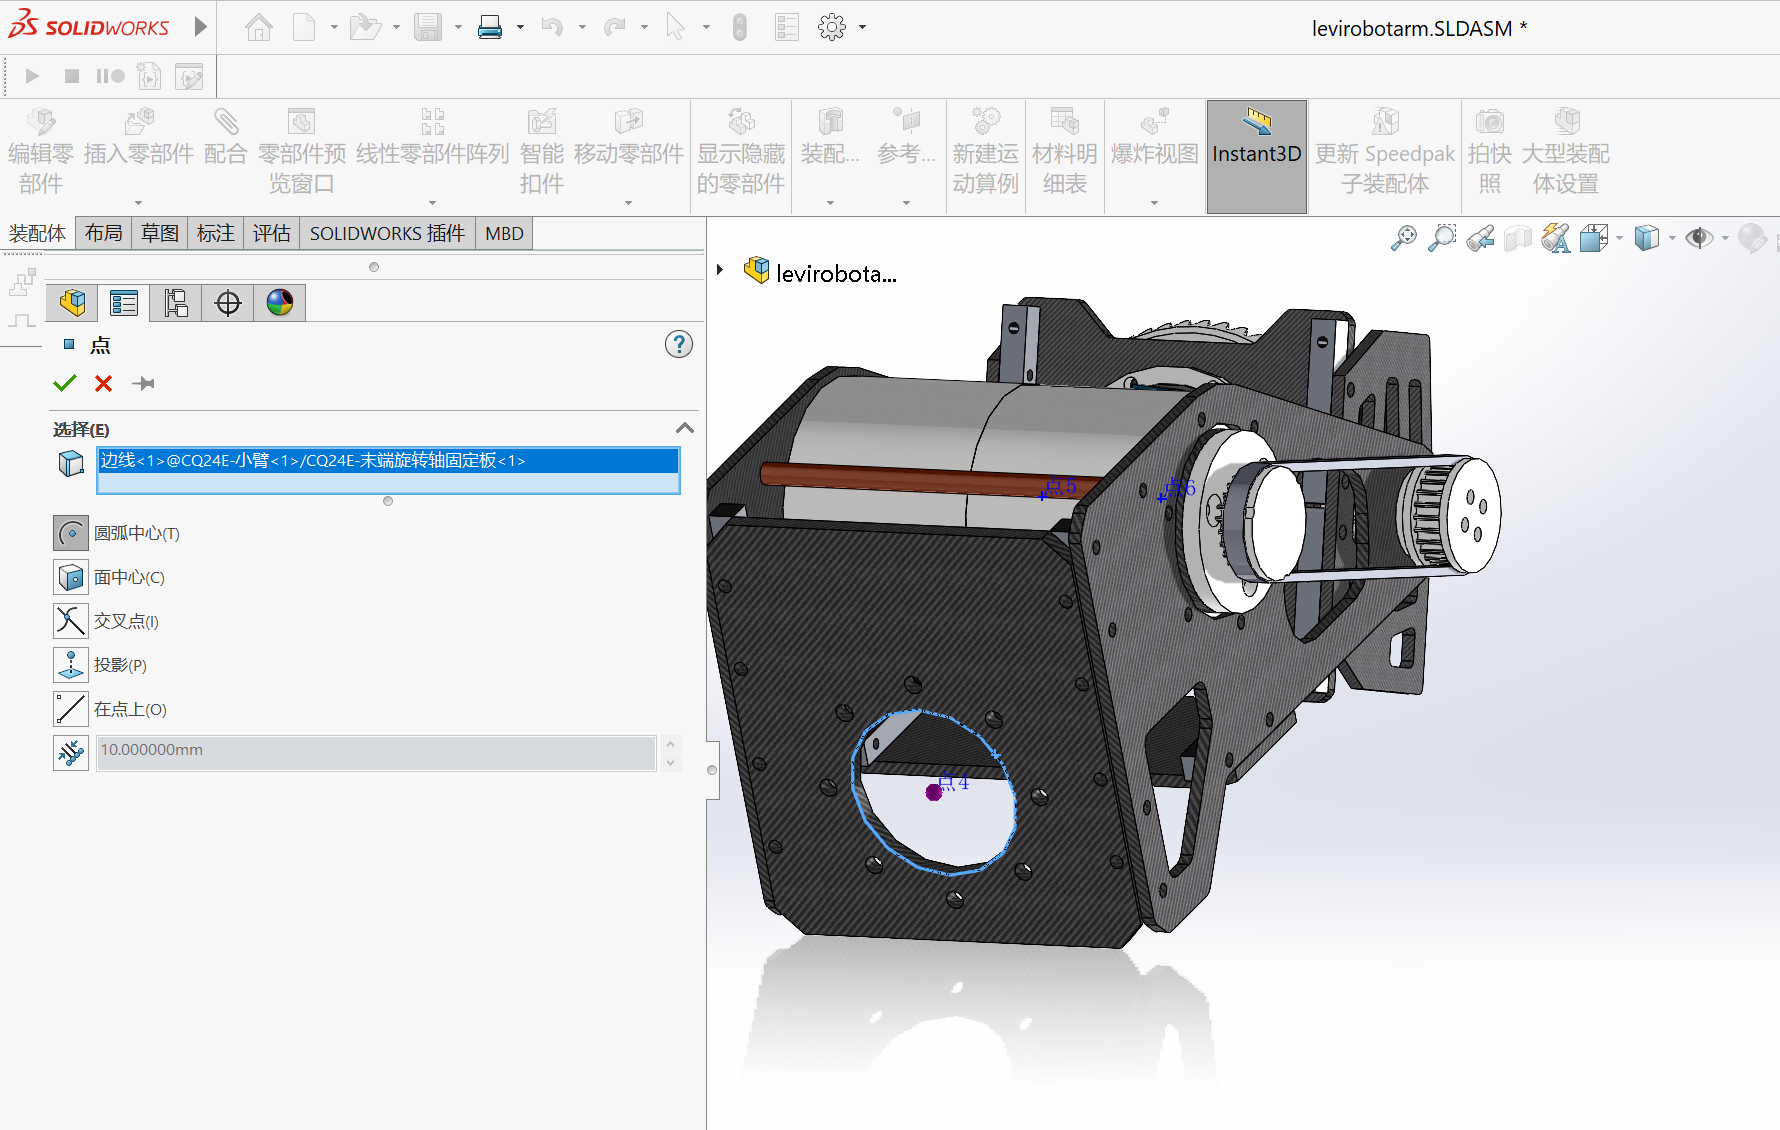 SOLIDWORKS
levirobotarm.SLDASM *
编辑零部件
插入零部件
配合
零部件预览窗口
线性零部件阵列
智能扣件
移动零部件
显示隐藏的零部件
装配...
参考...
新建运动算例
材料明细表
爆炸视图
Instant3D
更新 Speedpak 子装配体
拍快照
大型装配体设置
装配体
布局
草图
标注
评估
SOLIDWORKS 插件
MBD
levirobota...
点
选择(E)
边线<1>@CQ24E-小臂<1>/CQ24E-末端旋转轴固定板<1>
圆弧中心(T)
面中心(C)
交叉点(I)
投影(P)
在点上(O)
10.000000mm
点5
点6
点4